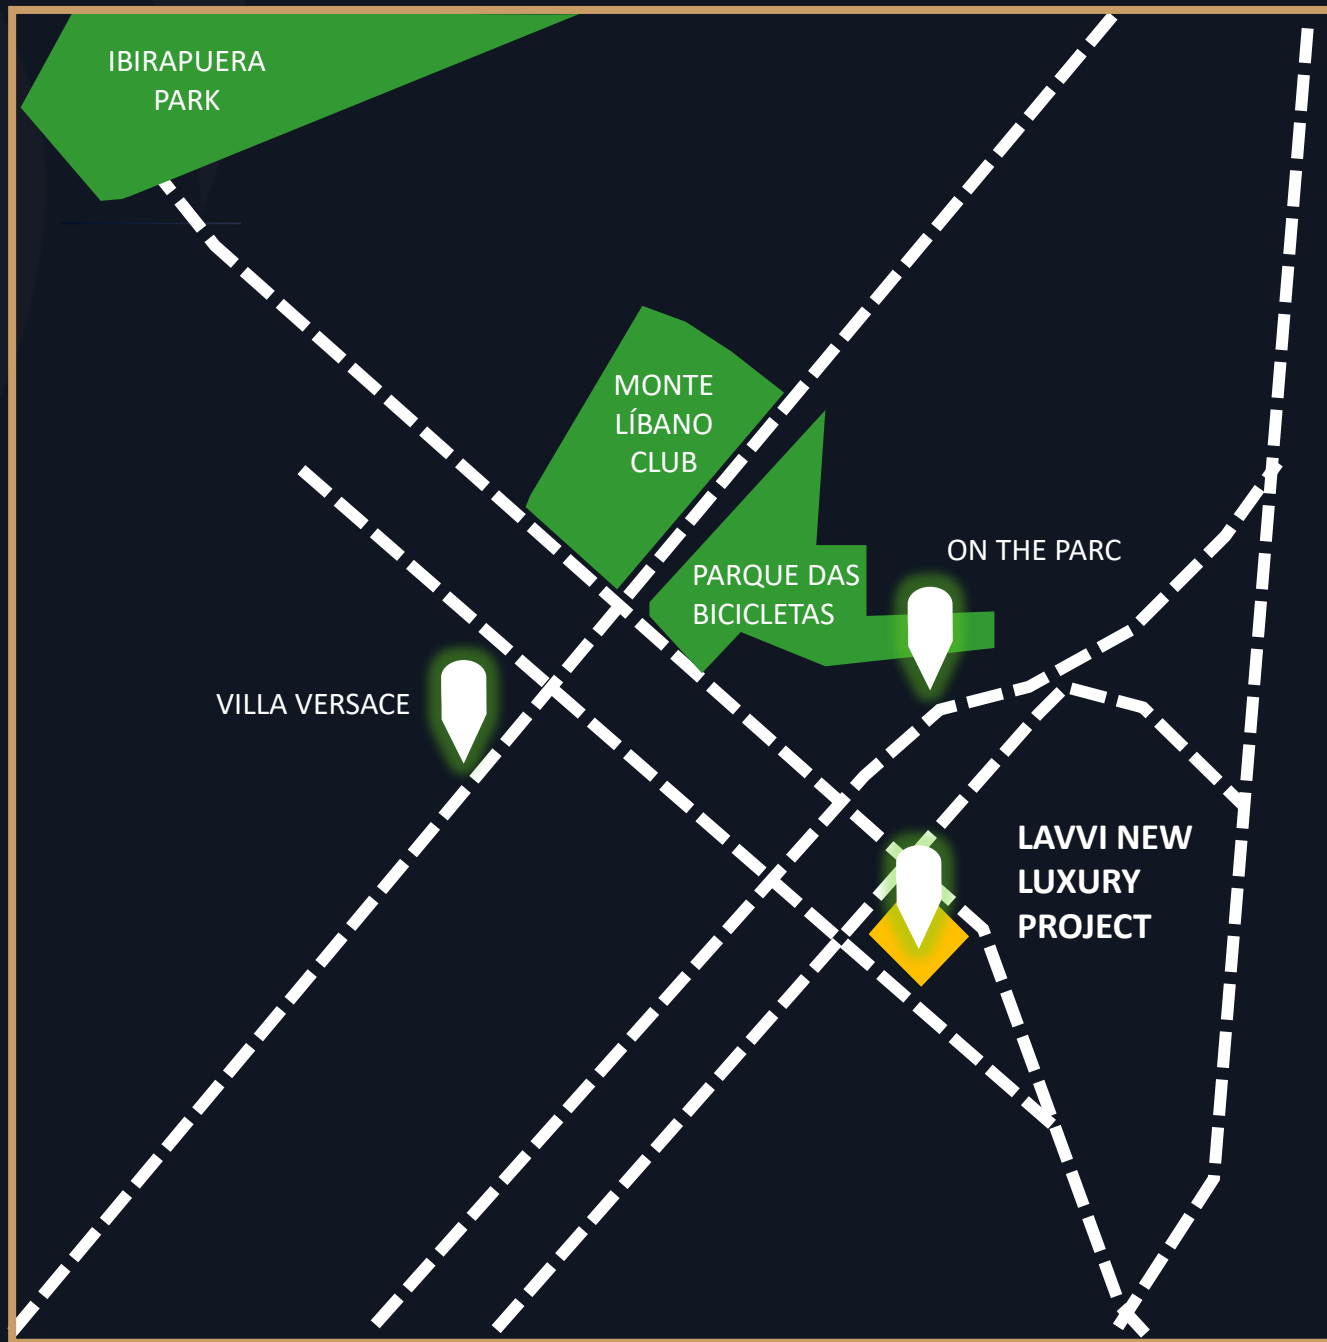 IBIRAPUERA
PARK
MONTE
LÍBANO
CLUB
ON THE PARC
PARQUE DAS
BICICLETAS
VILLA VERSACE
LAVVI NEW
LUXURY
PROJECT